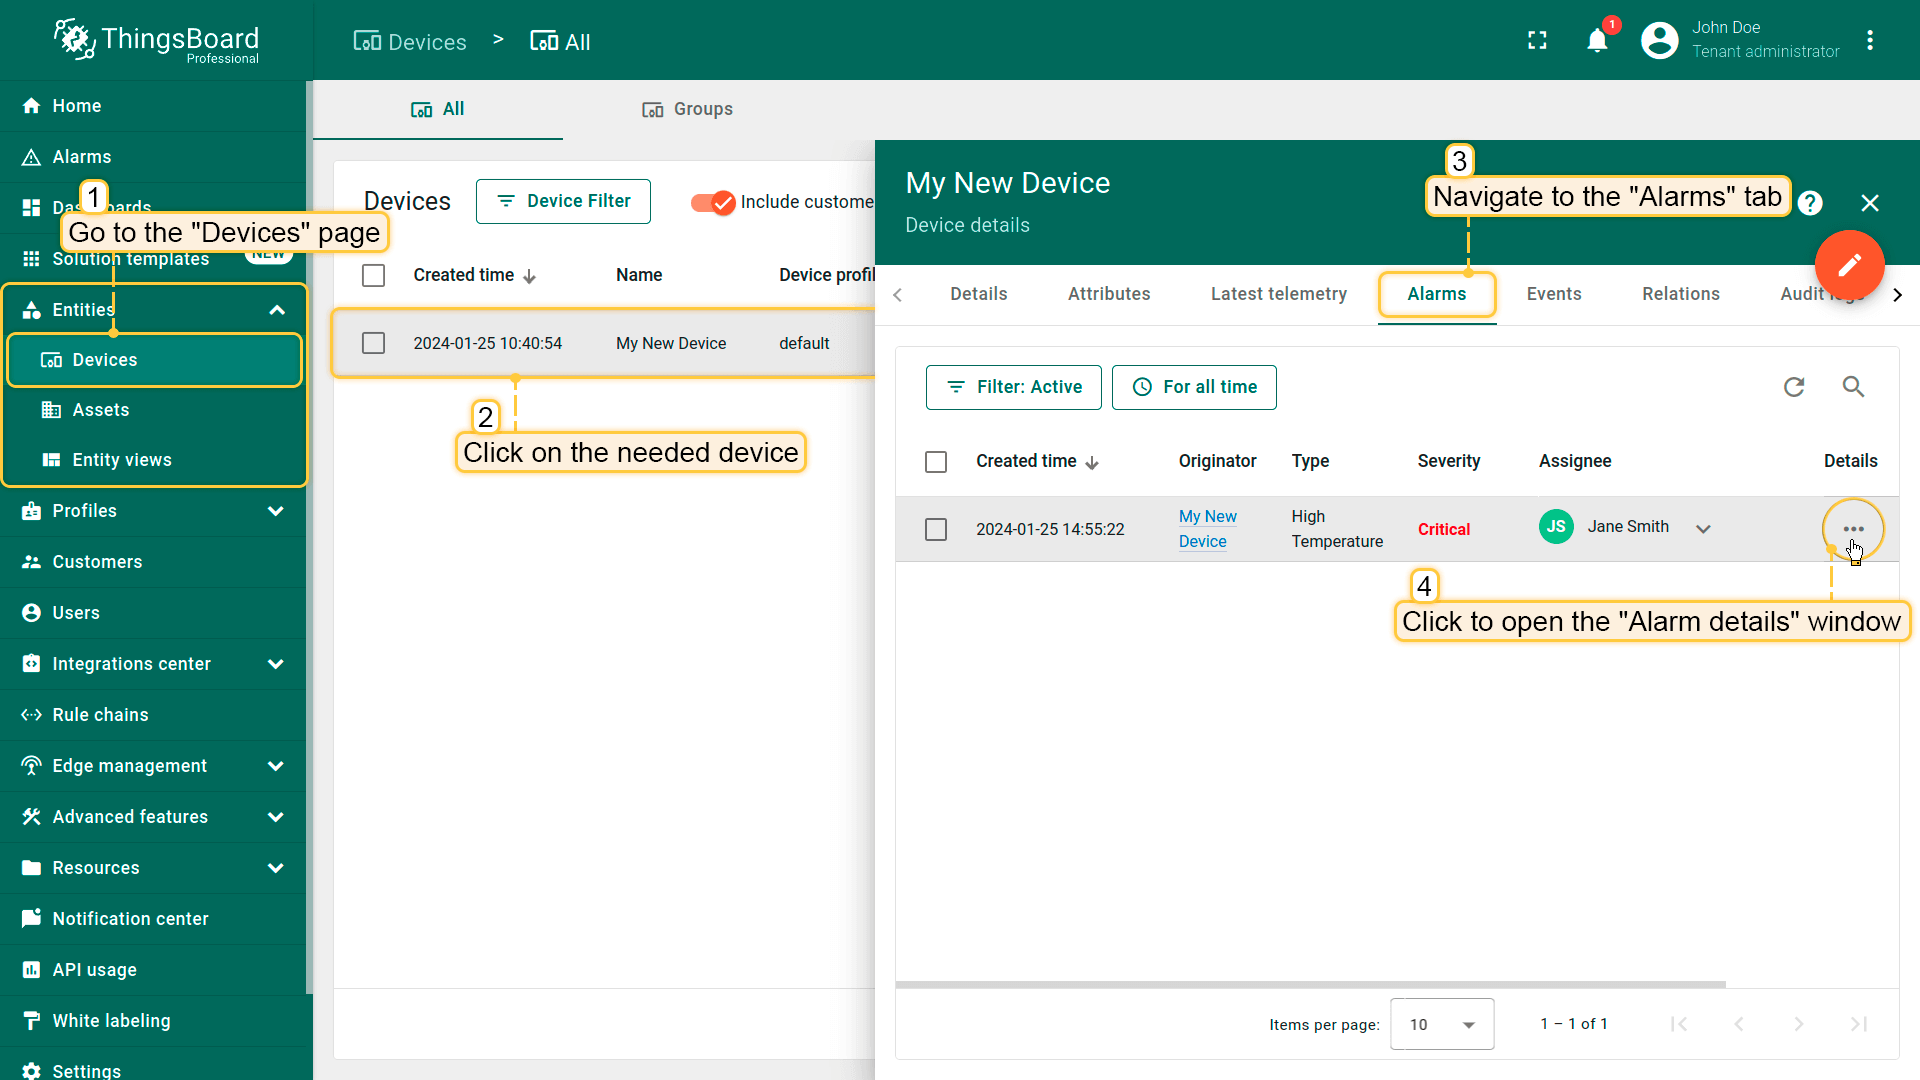 ThingsBoard
Professional
Devices > All
1
John Doe
Tenant administrator
Home
Alarms
Dashboards
Solution templates NEW
Entities
Devices
Assets
Entity views
Profiles
Customers
Users
Integrations center
Rule chains
Edge management
Advanced features
Resources
Notification center
API usage
White labeling
Settings
1
Go to the "Devices" page
All
Groups
Devices
Device Filter
Include custome
Created time
Name
Device profil
2024-01-25 10:40:54
My New Device
default
2
Click on the needed device
My New Device
Device details
3
Navigate to the "Alarms" tab
?
Details
Attributes
Latest telemetry
Alarms
Events
Relations
Audit logs
Filter: Active
For all time
Created time
Originator
Type
Severity
Assignee
Details
2024-01-25 14:55:22
My New
Device
High
Temperature
Critical
JS
Jane Smith
4
Click to open the "Alarm details" window
Items per page:
10
1 – 1 of 1